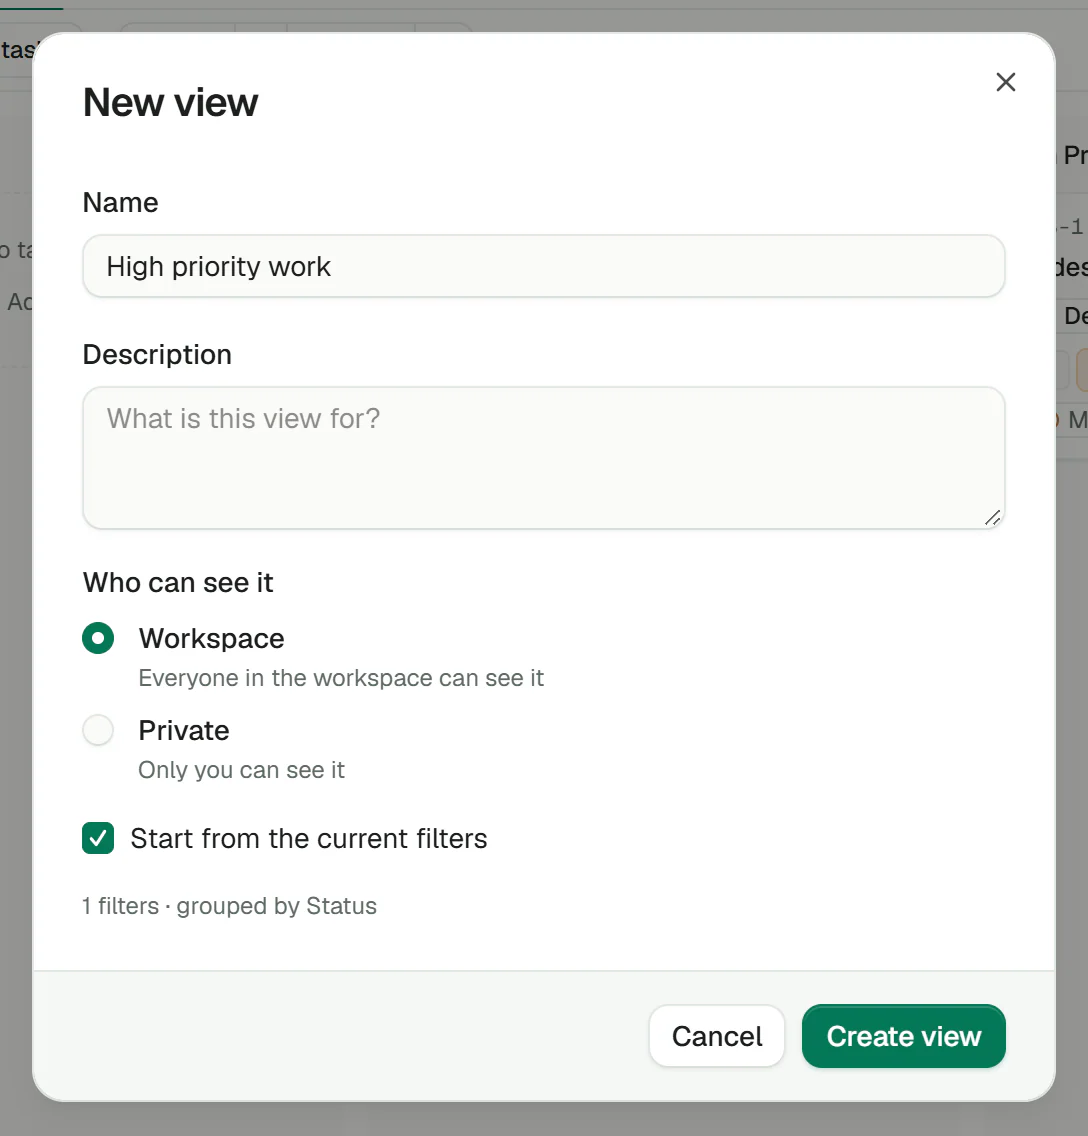 New view
Name
High priority work
Description
What is this view for?
Who can see it
Workspace
Everyone in the workspace can see it
Private
Only you can see it
Start from the current filters
1 filters · grouped by Status
Cancel
Create view